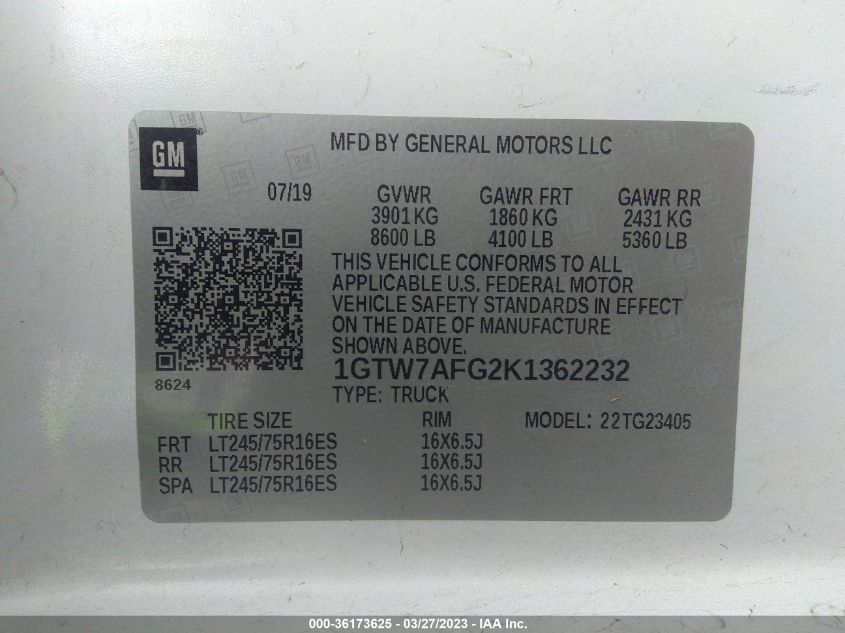 GM
MFD BY GENERAL MOTORS LLC
07/19 GVWR GAWR FRT GAWR RR
3901 KG 1860 KG 2431 KG
8600 LB 4100 LB 5360 LB
THIS VEHICLE CONFORMS TO ALL
APPLICABLE U.S. FEDERAL MOTOR
VEHICLE SAFETY STANDARDS IN EFFECT
ON THE DATE OF MANUFACTURE
SHOWN ABOVE.
1GTW7AFG2K1362232
8624
TYPE: TRUCK
TIRE SIZE RIM MODEL: 22TG23405
FRT LT245/75R16ES 16X6.5J
RR LT245/75R16ES 16X6.5J
SPA LT245/75R16ES 16X6.5J
000-36173625 - 03/27/2023 - IAA Inc.